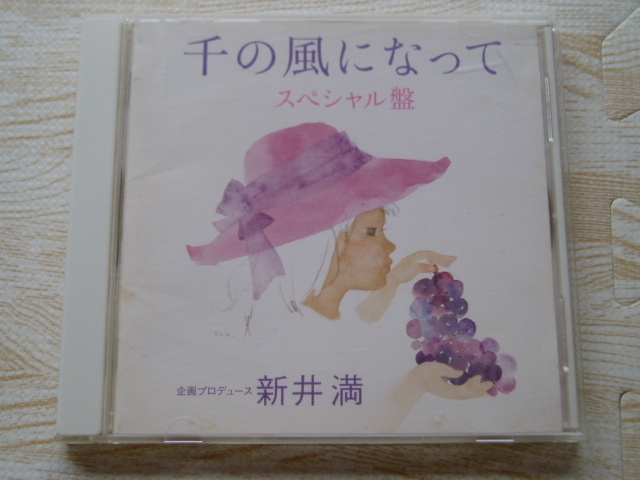 千の風になって
スペシャル盤
企画プロデュース 新井満